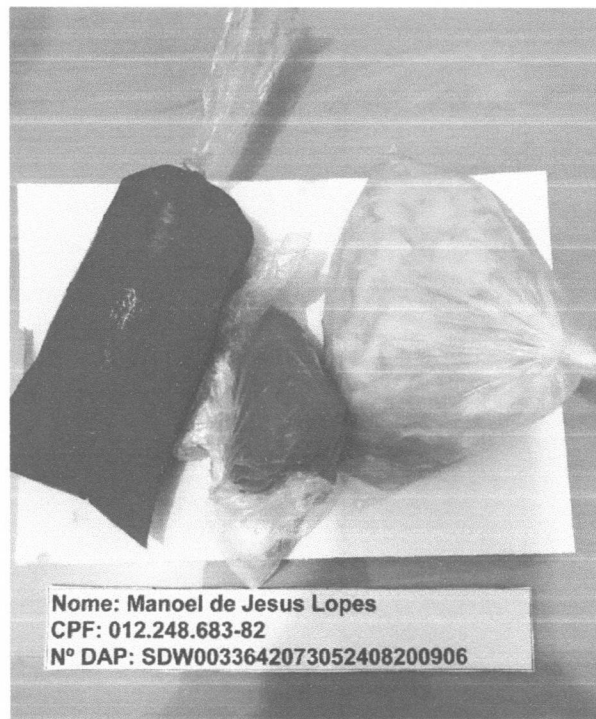 Nome: Manoel de Jesus Lopes
CPF: 012.248.683-82
Nº DAP: SDW0033642073052408200906